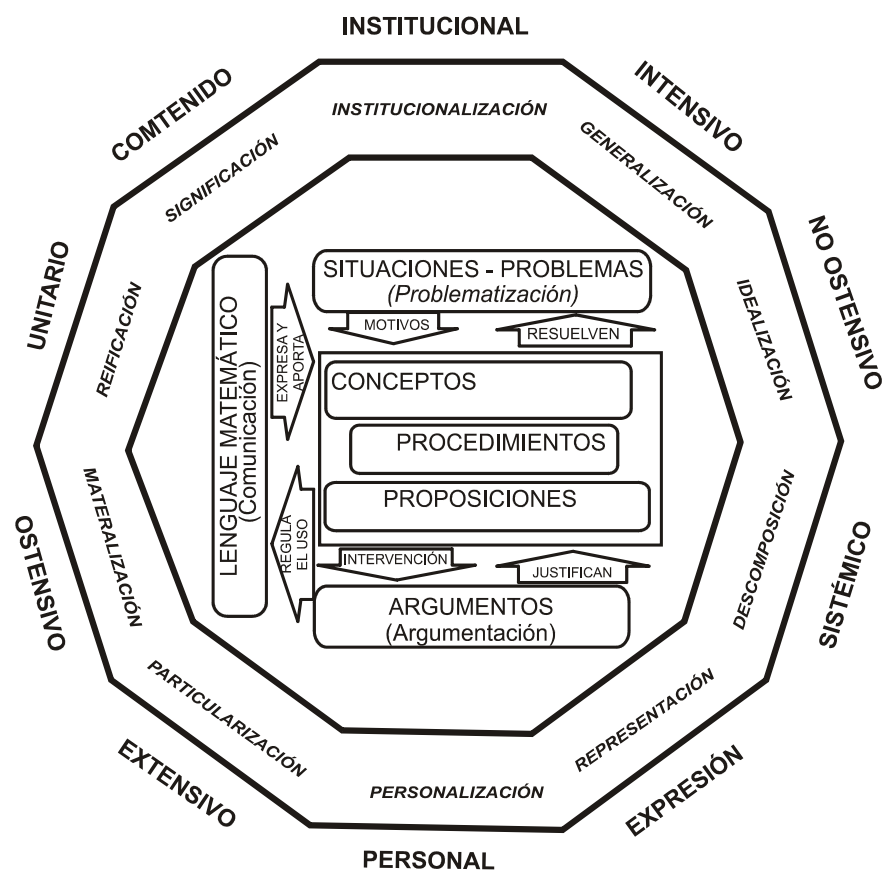 INSTITUCIONAL
COMTENIDO
INTENSIVO
INSTITUCIONALIZACIÓN
SIGNIFICACIÓN
GENERALIZACIÓN
UNITARIO
NO OSTENSIVO
REIFICACIÓN
IDEALIZACIÓN
SITUACIONES - PROBLEMAS
(Problematización)
MOTIVOS
RESUELVEN
LENGUAJE MATEMÁTICO
(Comunicación)
EXPRESA Y
APORTA
CONCEPTOS
PROCEDIMIENTOS
PROPOSICIONES
REGULA
EL USO
INTERVENCIÓN
JUSTIFICAN
ARGUMENTOS
(Argumentación)
MATERALIZACIÓN
DESCOMPOSICIÓN
OSTENSIVO
SISTÉMICO
PARTICULARIZACIÓN
REPRESENTACIÓN
PERSONALIZACIÓN
EXTENSIVO
EXPRESIÓN
PERSONAL